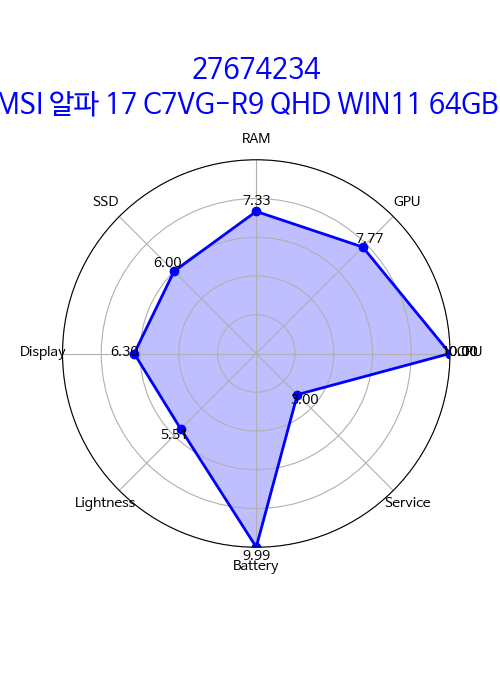 27674234
MSI 알파 17 C7VG-R9 QHD WIN11 64GB
RAM
SSD
GPU
7.33
7.77
6.00
Display
6.30
10.00
CPU
3.00
5.51
Lightness
Service
9.99
Battery